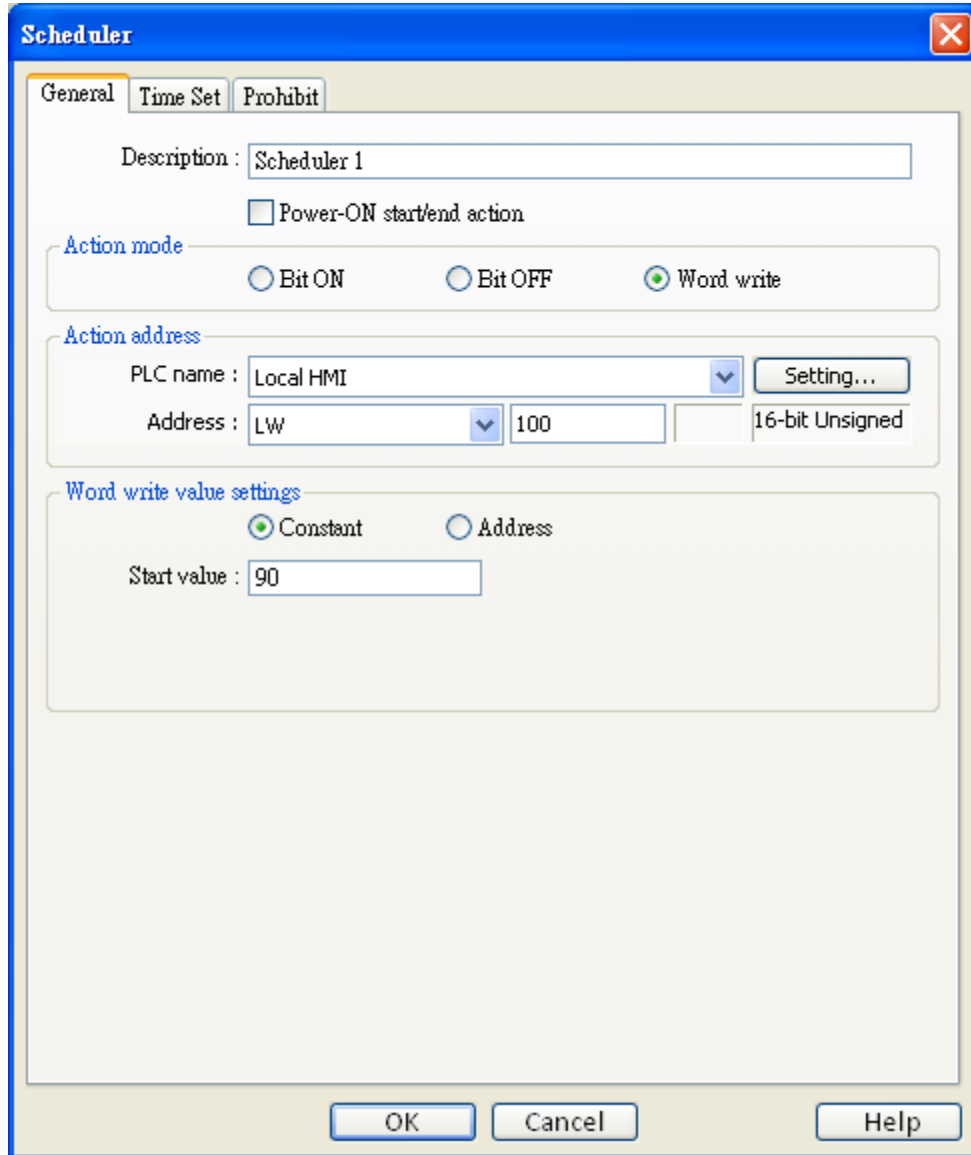 Scheduler
General Time Set Prohibit
Description : Scheduler 1
Power-ON start/end action
Action mode
Bit ON Bit OFF Word write
Action address
PLC name : Local HMI Setting...
Address : LW 100 16-bit Unsigned
Word write value settings
Constant Address
Start value : 90
OK Cancel Help